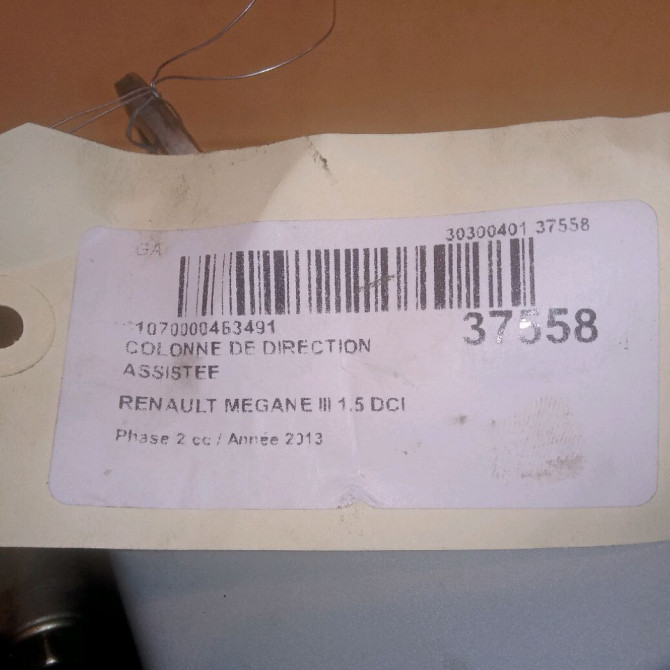 GA
30300401 37558
1070000463491
37558
COLONNE DE DIRECTION
ASSISTEE
RENAULT MEGANE III 1.5 DCI
Phase 2 cc / Année 2013